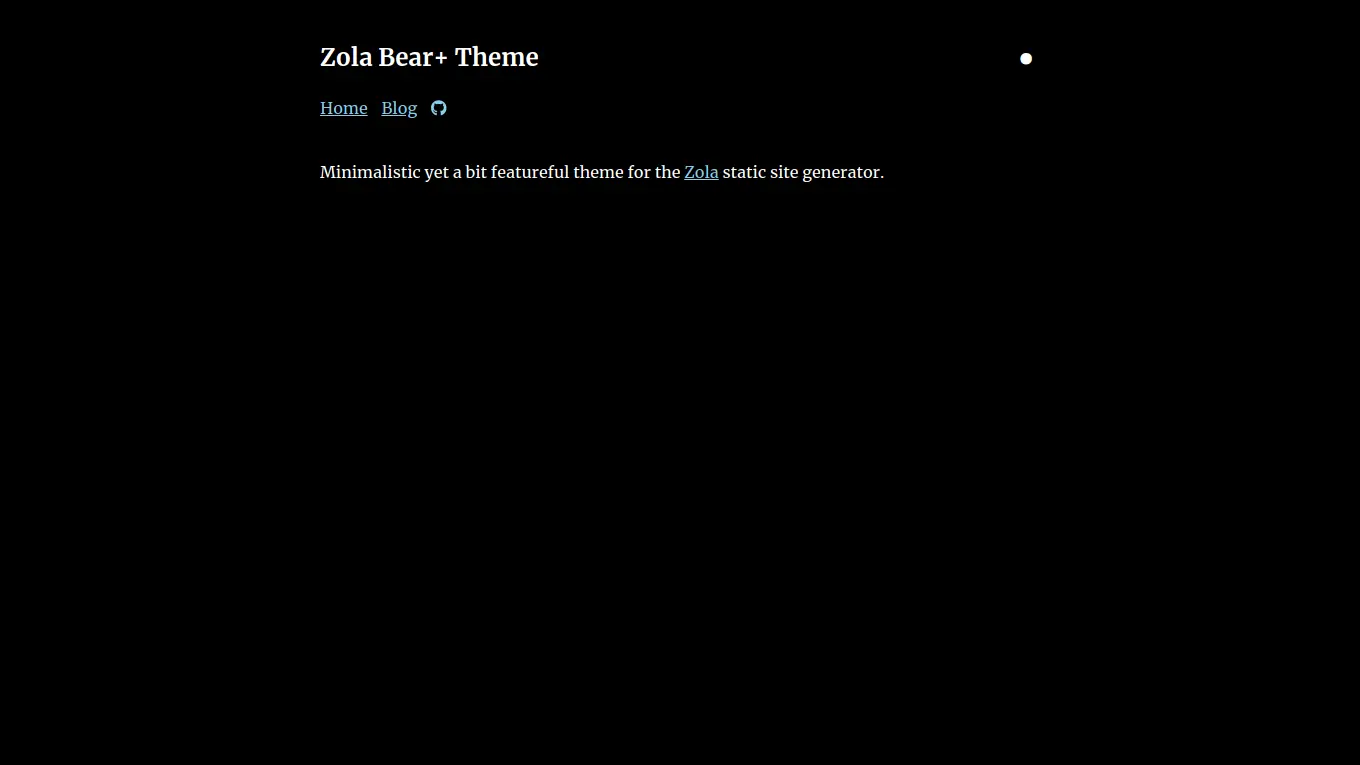 Zola Bear+ Theme
Home Blog
Minimalistic yet a bit featureful theme for the Zola static site generator.